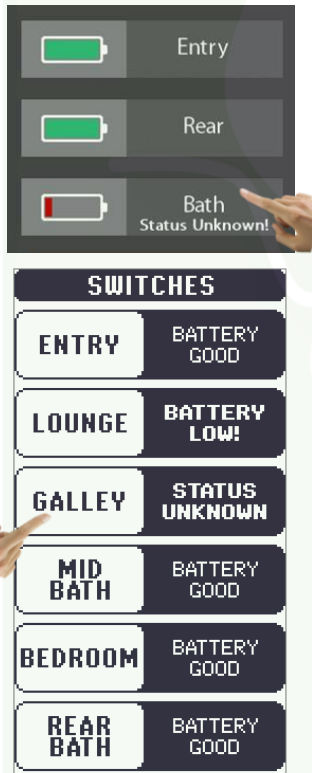 Entry
Rear
Bath
Status Unknown!
SWITCHES
ENTRY
BATTERY
GOOD
LOUNGE
BATTERY
LOW!
GALLEY
STATUS
UNKNOWN
MID
BATH
BATTERY
GOOD
BEDROOM
BATTERY
GOOD
REAR
BATH
BATTERY
GOOD